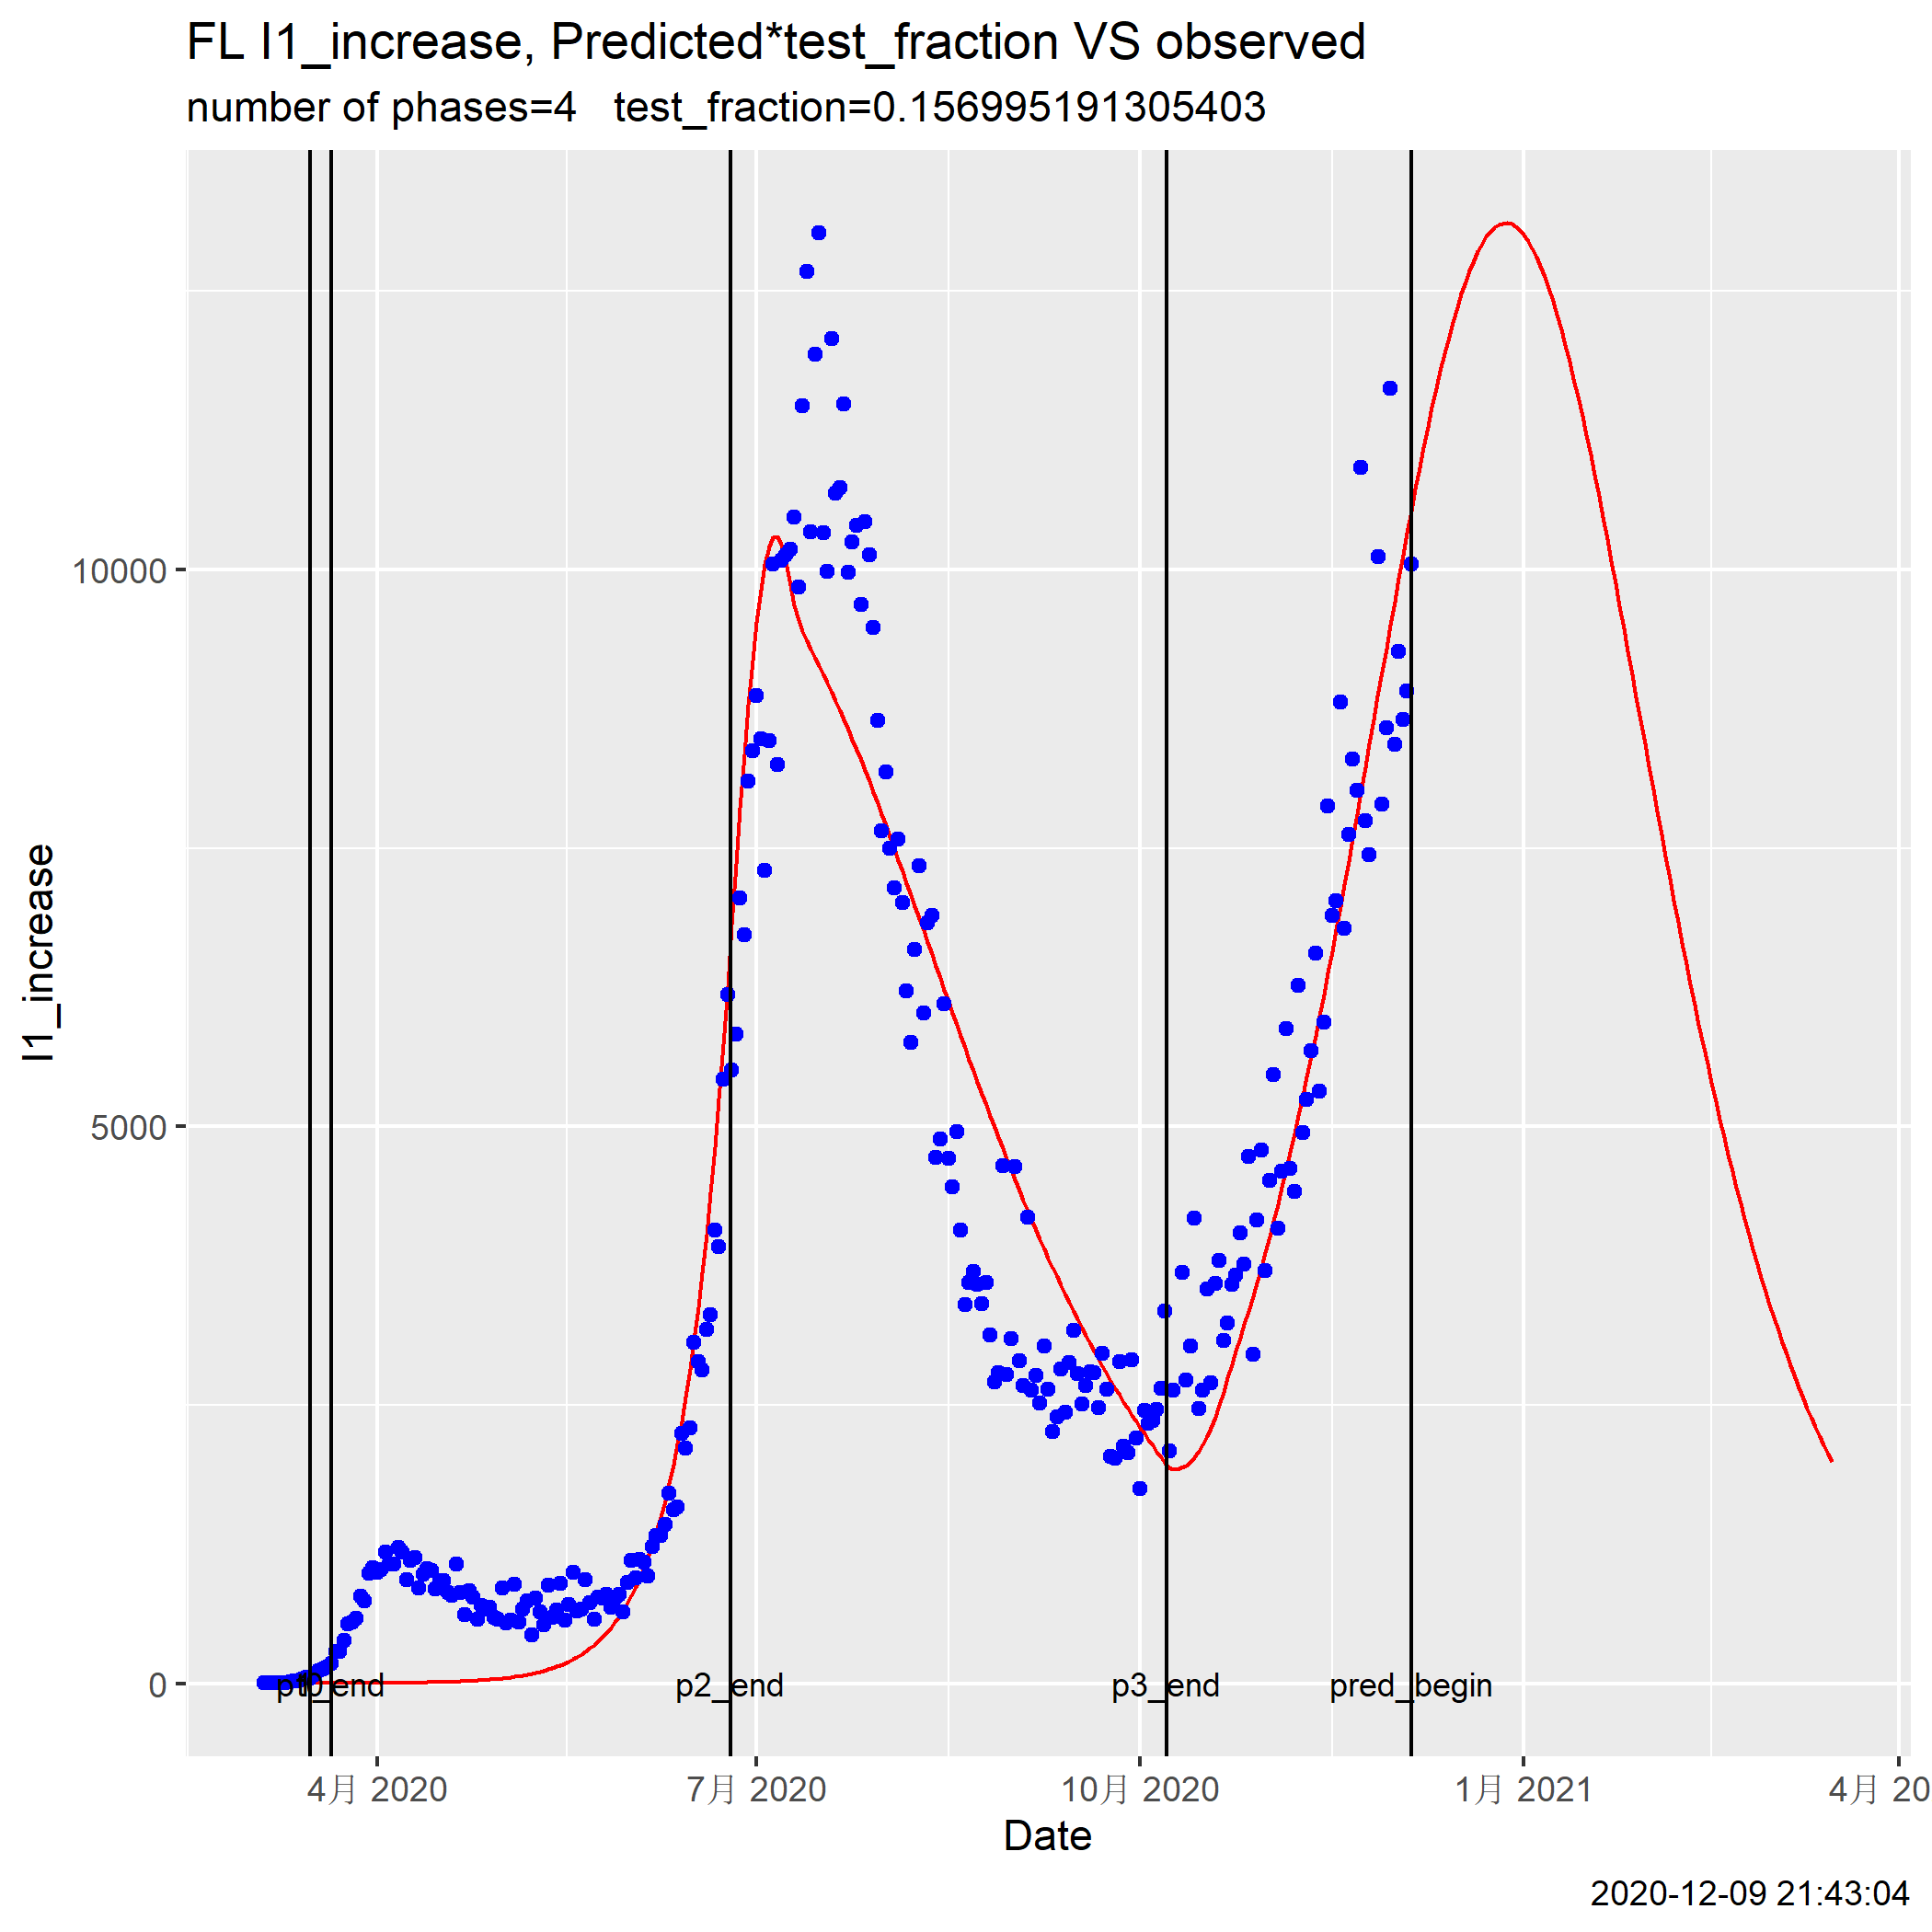 FL I1_increase, Predicted*test_fraction VS observed
number of phases=4   test_fraction=0.156995191305403
I1_increase
10000
5000
0
p2_end
p3_end
pred_begin
4月 2020
7月 2020
10月 2020
1月 2021
4月 20
Date
2020-12-09 21:43:04